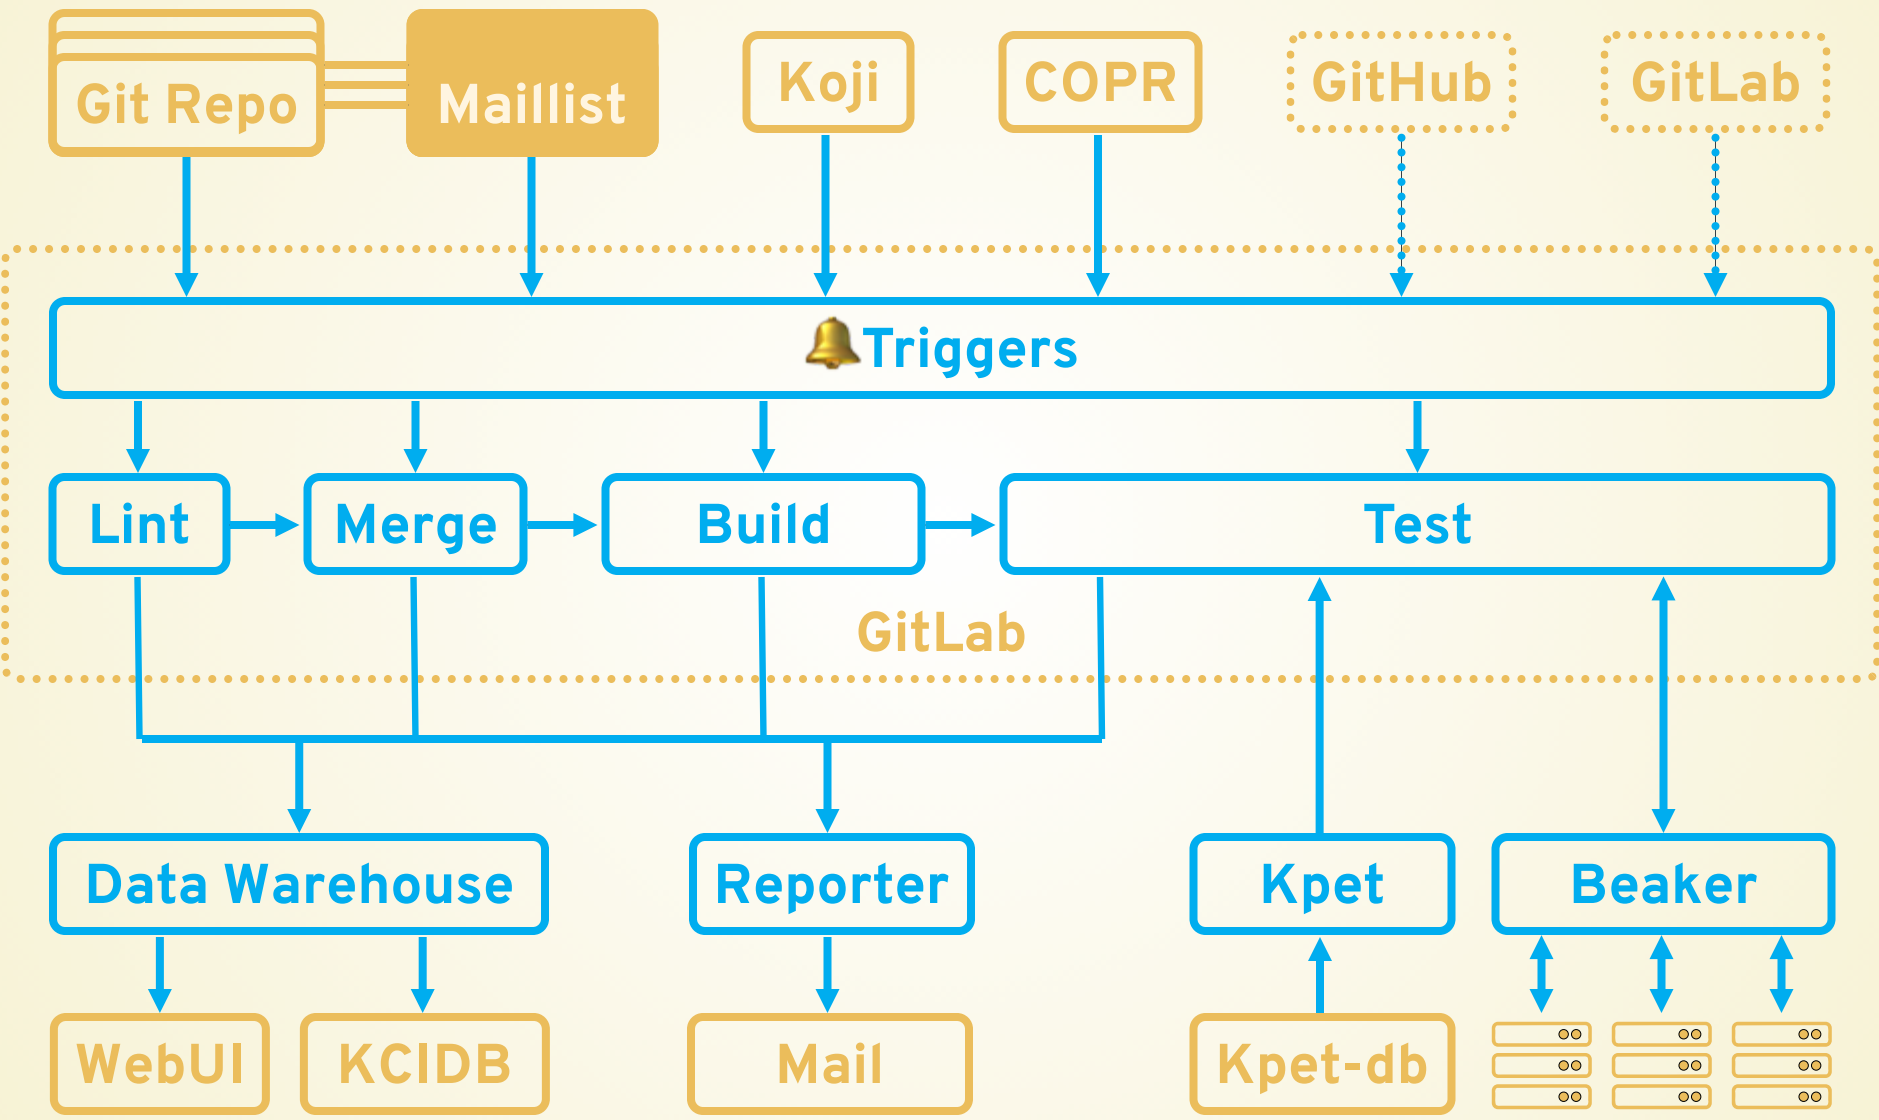 Git Repo
Maillist
Koji
COPR
GitHub
GitLab
Triggers
Lint
Merge
Build
Test
GitLab
Data Warehouse
Reporter
Kpet
Beaker
WebUI
KCIDB
Mail
Kpet-db